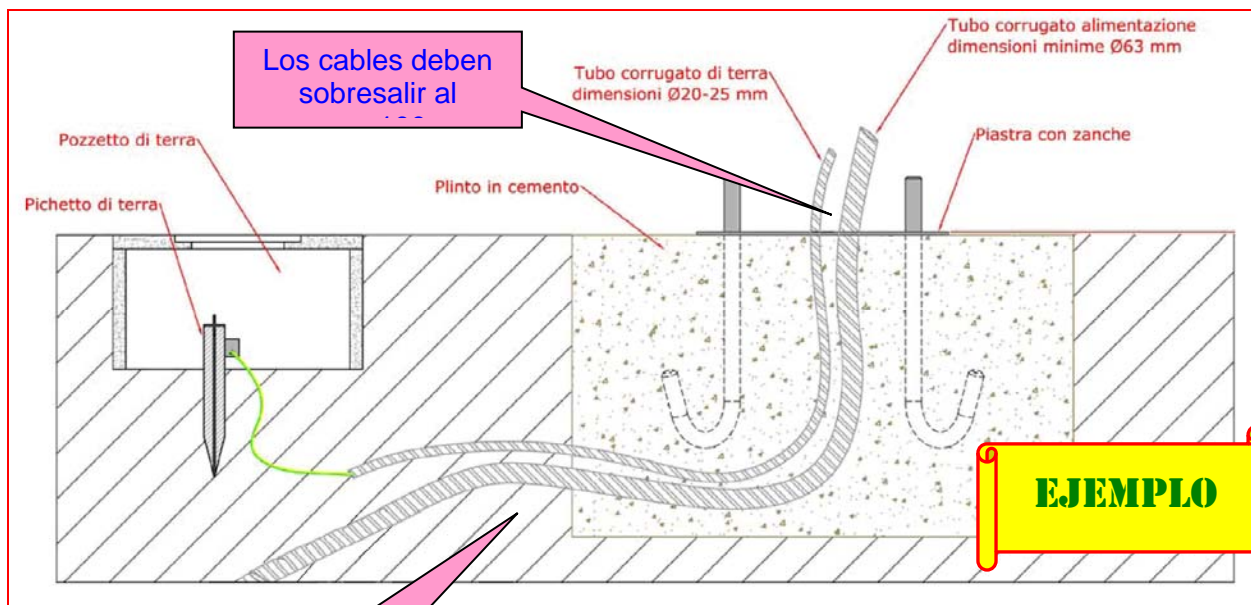 Los cables deben
sobresalir al
Tubo corrugato alimentazione
dimensioni minime Ø63 mm
Tubo corrugato di terra
dimensioni Ø20-25 mm
Pozzetto di terra
Piastra con zanche
Plinto in cemento
Pichetto di terra
EJEMPLO